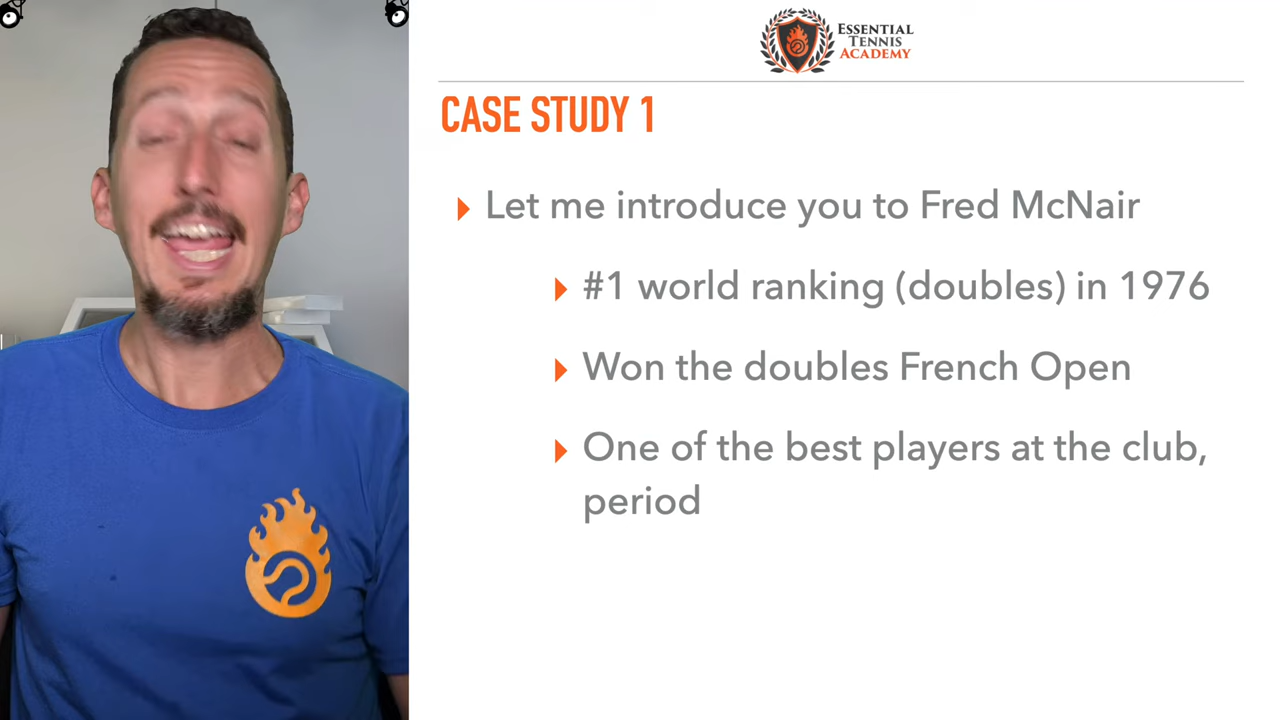 ESSENTIAL
TENNIS
ACADEMY
CASE STUDY 1
Let me introduce you to Fred McNair
#1 world ranking (doubles) in 1976
Won the doubles French Open
One of the best players at the club,
period